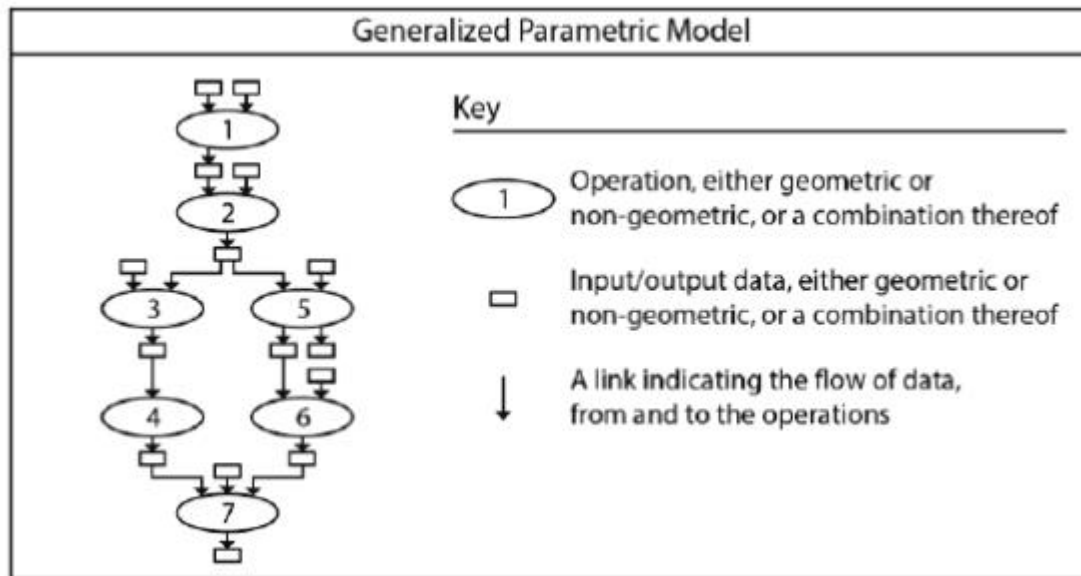 Generalized Parametric Model
1
2
3
5
4
6
7
Key
1
Operation, either geometric or
non-geometric, or a combination thereof
Input/output data, either geometric or
non-geometric, or a combination thereof
A link indicating the flow of data,
from and to the operations